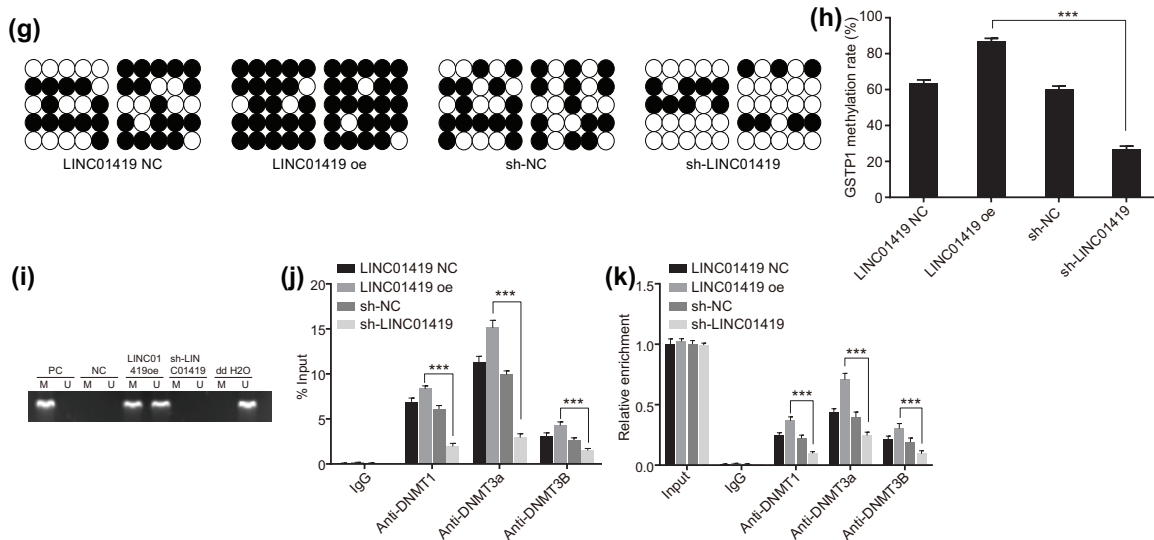 (g)
LINC01419 NC
LINC01419 oe
sh-NC
sh-LINC01419
(h)
GSTP1 methylation rate (%)
100
80
60
40
20
0
***
LINC01419 NC
LINC01419 oe
sh-NC
sh-LINC01419
(i)
PC
NC
LINC01
419oe
sh-LIN
C01419
dd H2O
M U M U M U M U M U
(j)
LINC01419 NC
LINC01419 oe
sh-NC
sh-LINC01419
% Input
20
15
10
5
0
***
***
***
IgG
Anti-DNMT1
Anti-DNMT3a
Anti-DNMT3B
(k)
LINC01419 NC
LINC01419 oe
sh-NC
sh-LINC01419
Relative enrichment
1.5
1.0
0.5
0.0
***
***
***
Input
IgG
Anti-DNMT1
Anti-DNMT3a
Anti-DNMT3B